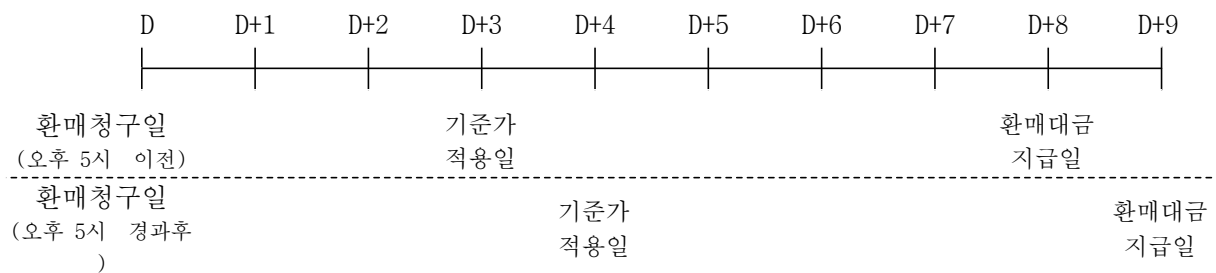 D D+1 D+2 D+3 D+4 D+5 D+6 D+7 D+8 D+9
환매청구일 기준가 환매대금
(오후 5시 이전) 적용일 지급일
환매청구일 기준가 환매대금
(오후 5시 경과후 적용일 지급일
)